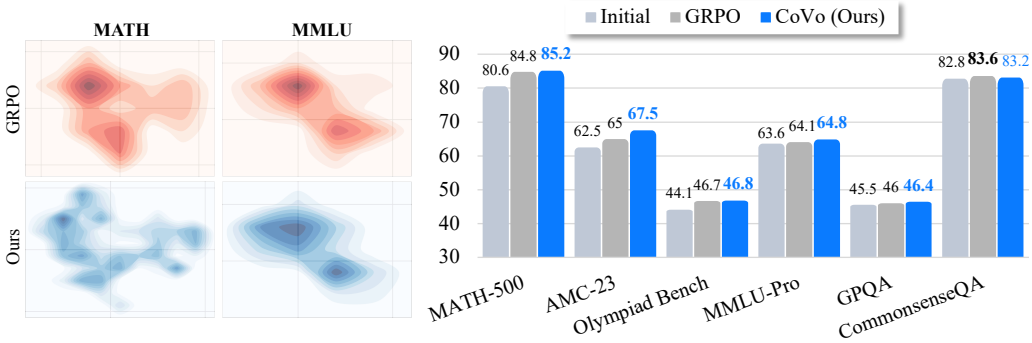 MATH
MMLU
GRPO
Ours
Initial GRPO CoVo (Ours)
90
80
70
60
50
40
30
80.6 84.8 85.2
62.5 65 67.5
44.1 46.7 46.8
63.6 64.1 64.8
45.5 46 46.4
82.8 83.6 83.2
MATH-500
AMC-23
Olympiad Bench
MMLU-Pro
GPQA
CommonsenseQA